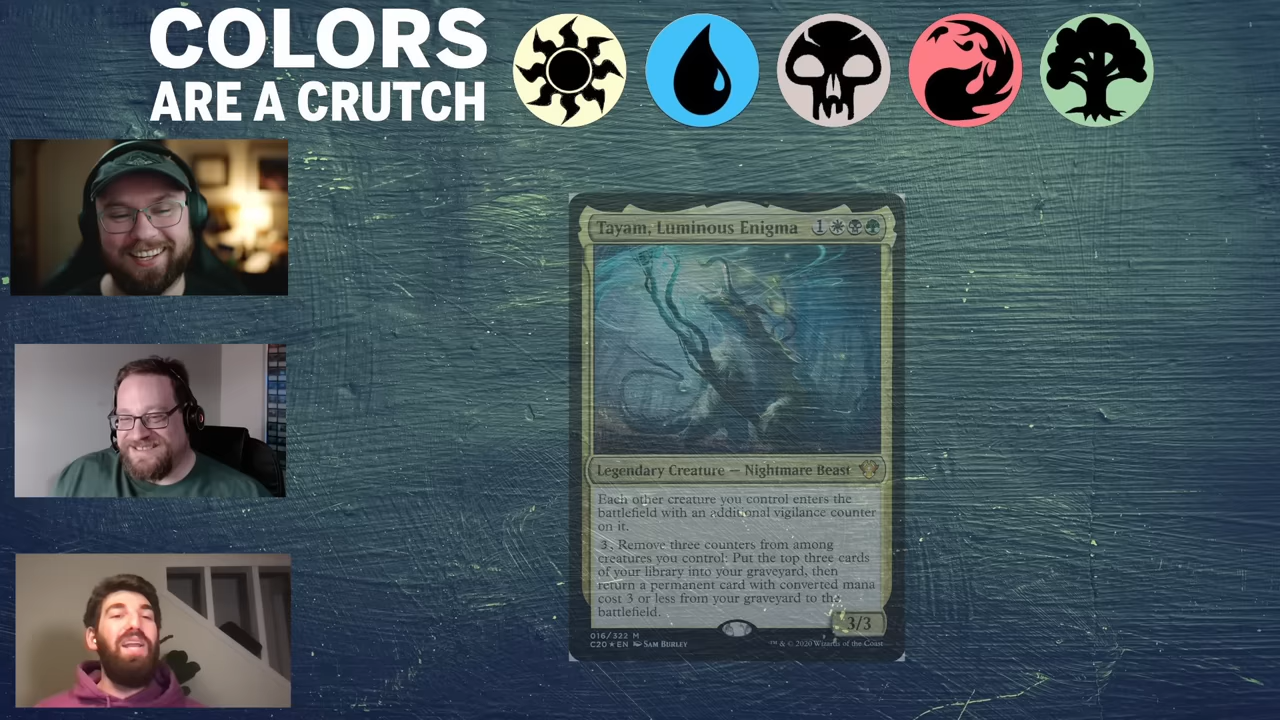 COLORS
ARE A CRUTCH
Tayam, Luminous Enigma 1
Legendary Creature — Nightmare Beast
Each other creature you control enters the
battlefield with an additional vigilance counter
on it.
3, Remove three counters from among
creatures you control: Put the top three cards
of your library into your graveyard, then
return a permanent card with converted mana
cost 3 or less from your graveyard to the
battlefield.
3/3
016/322 M
C20 ★ EN SAM BURLEY
™ & © 2020 Wizards of the Coast